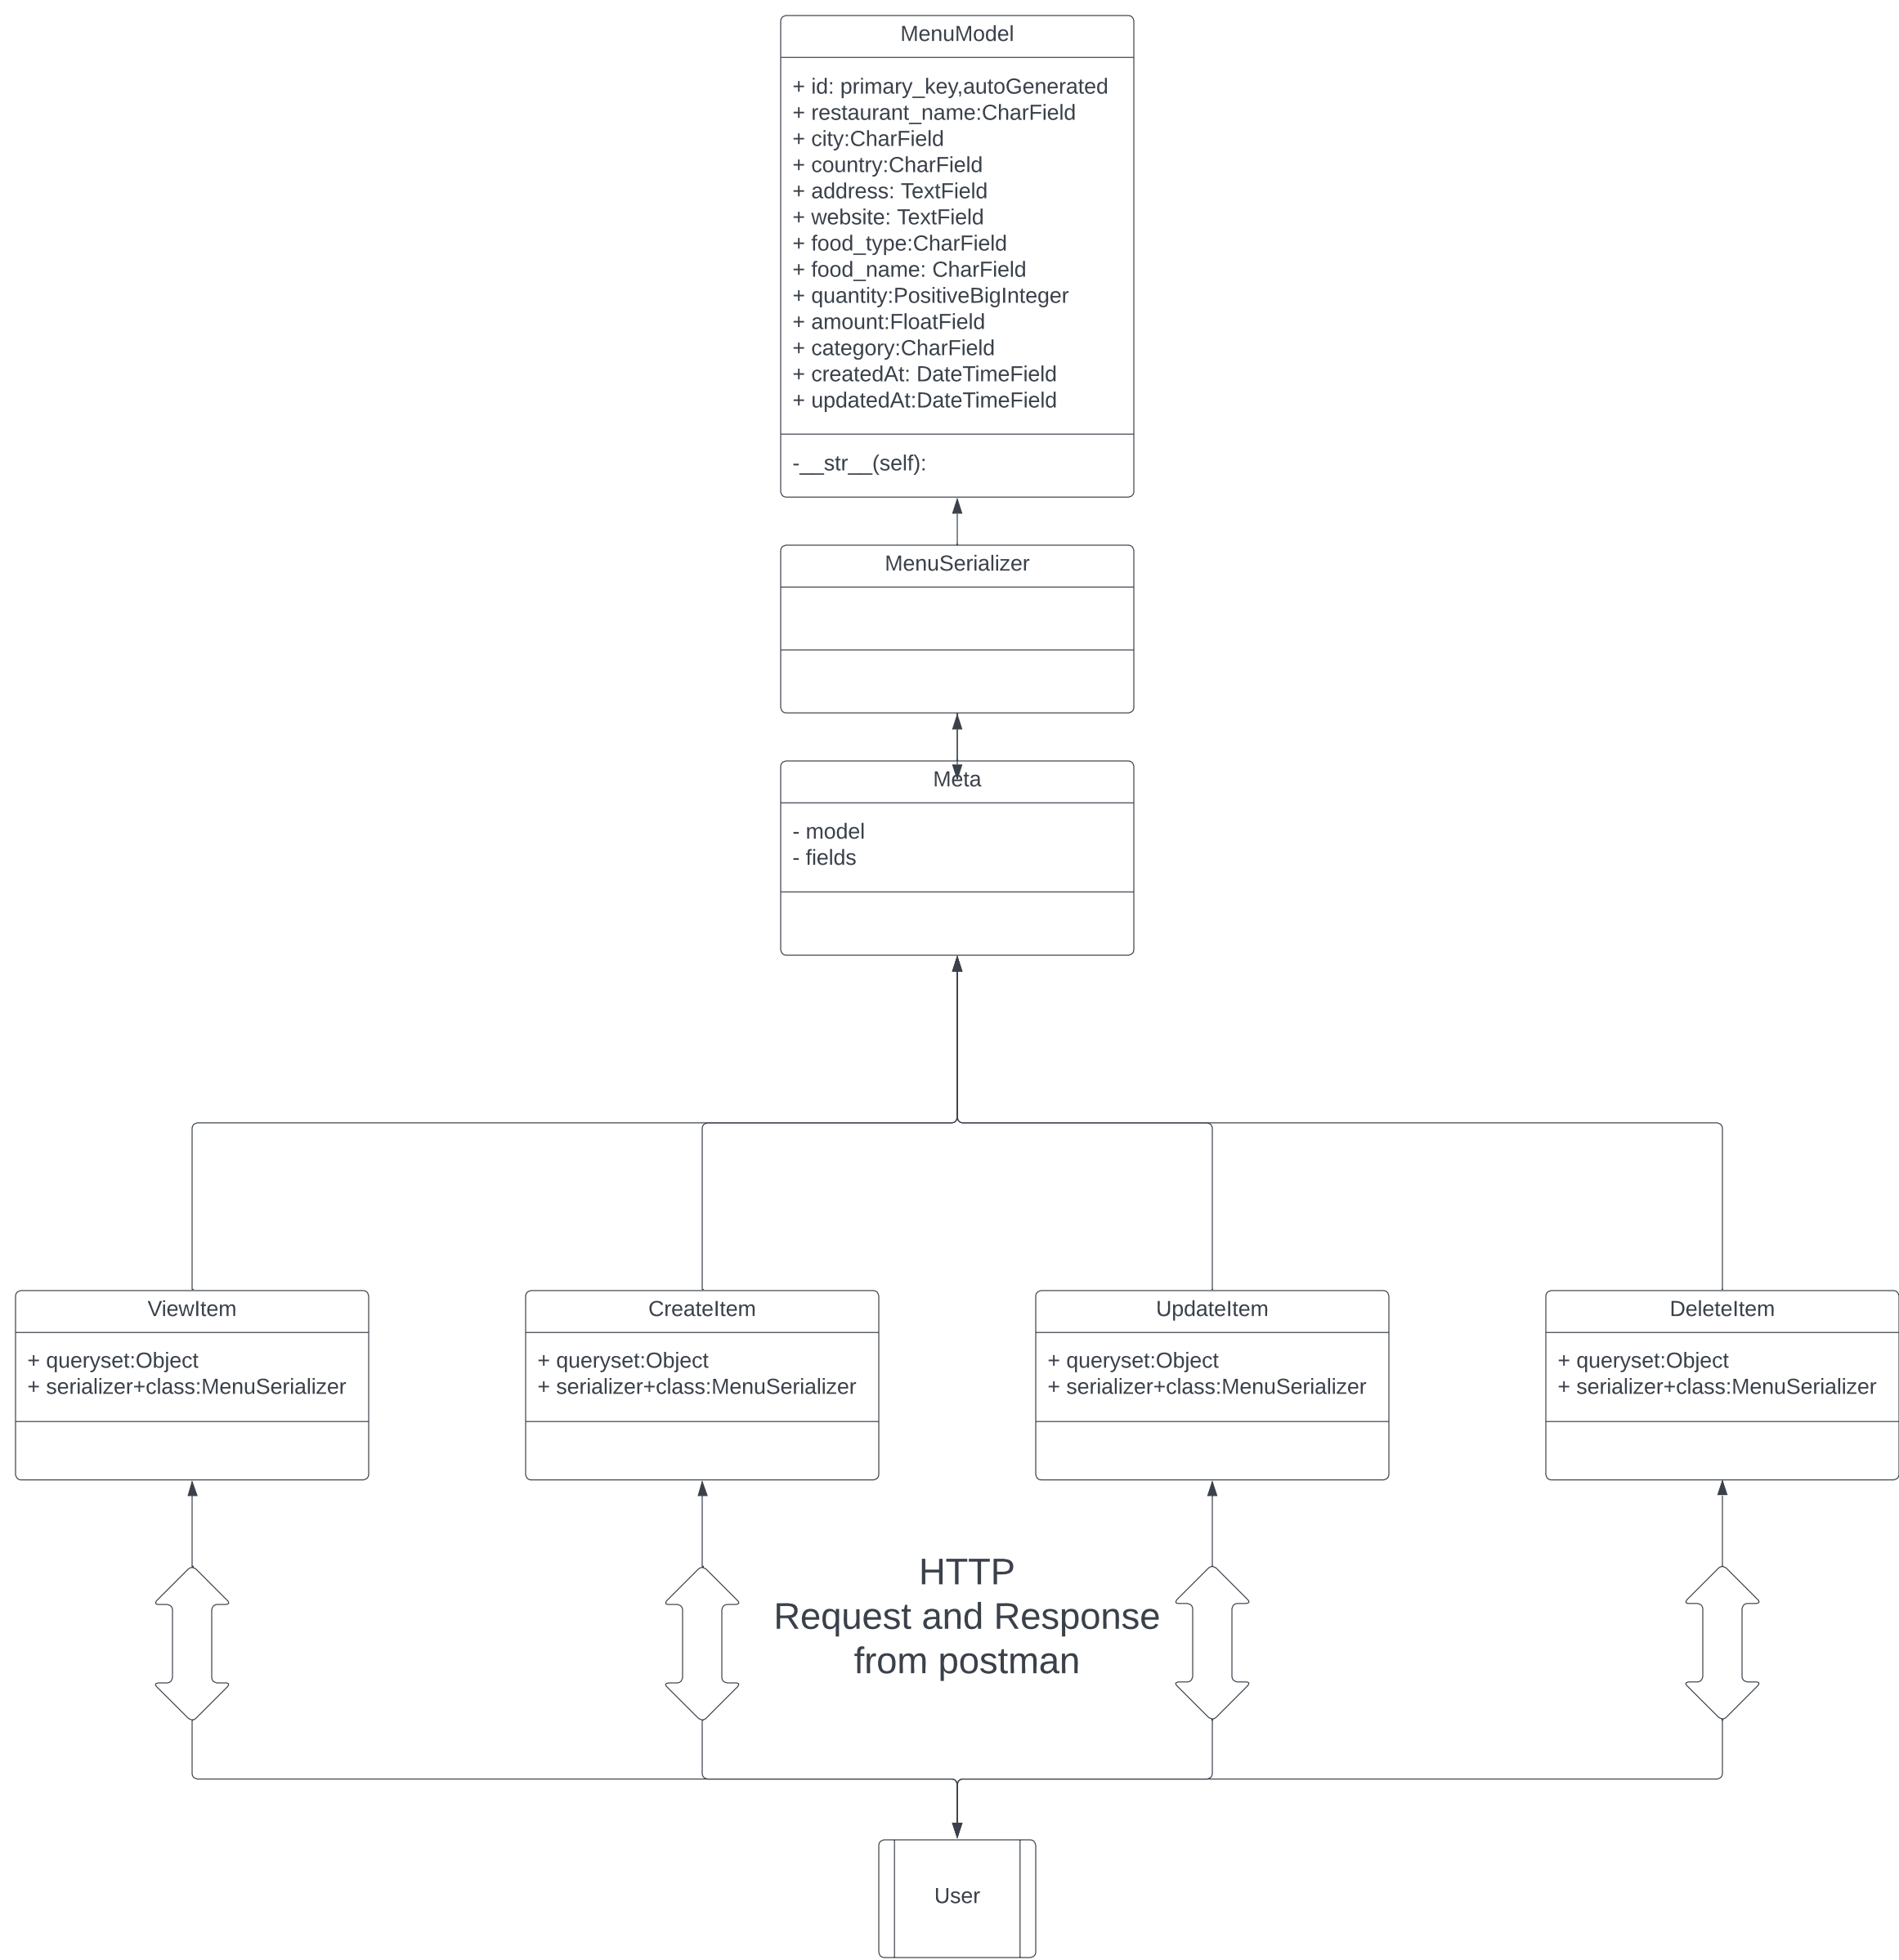 MenuModel
+ id: primary_key,autoGenerated
+ restaurant_name:CharField
+ city:CharField
+ country:CharField
+ address: TextField
+ website: TextField
+ food_type:CharField
+ food_name: CharField
+ quantity:PositiveBigInteger
+ amount:FloatField
+ category:CharField
+ createdAt: DateTimeField
+ updatedAt:DateTimeField
-__str__(self):
MenuSerializer
Meta
- model
- fields
ViewItem
+ queryset:Object
+ serializer+class:MenuSerializer
CreateItem
+ queryset:Object
+ serializer+class:MenuSerializer
UpdateItem
+ queryset:Object
+ serializer+class:MenuSerializer
DeleteItem
+ queryset:Object
+ serializer+class:MenuSerializer
HTTP
Request and Response
from postman
User